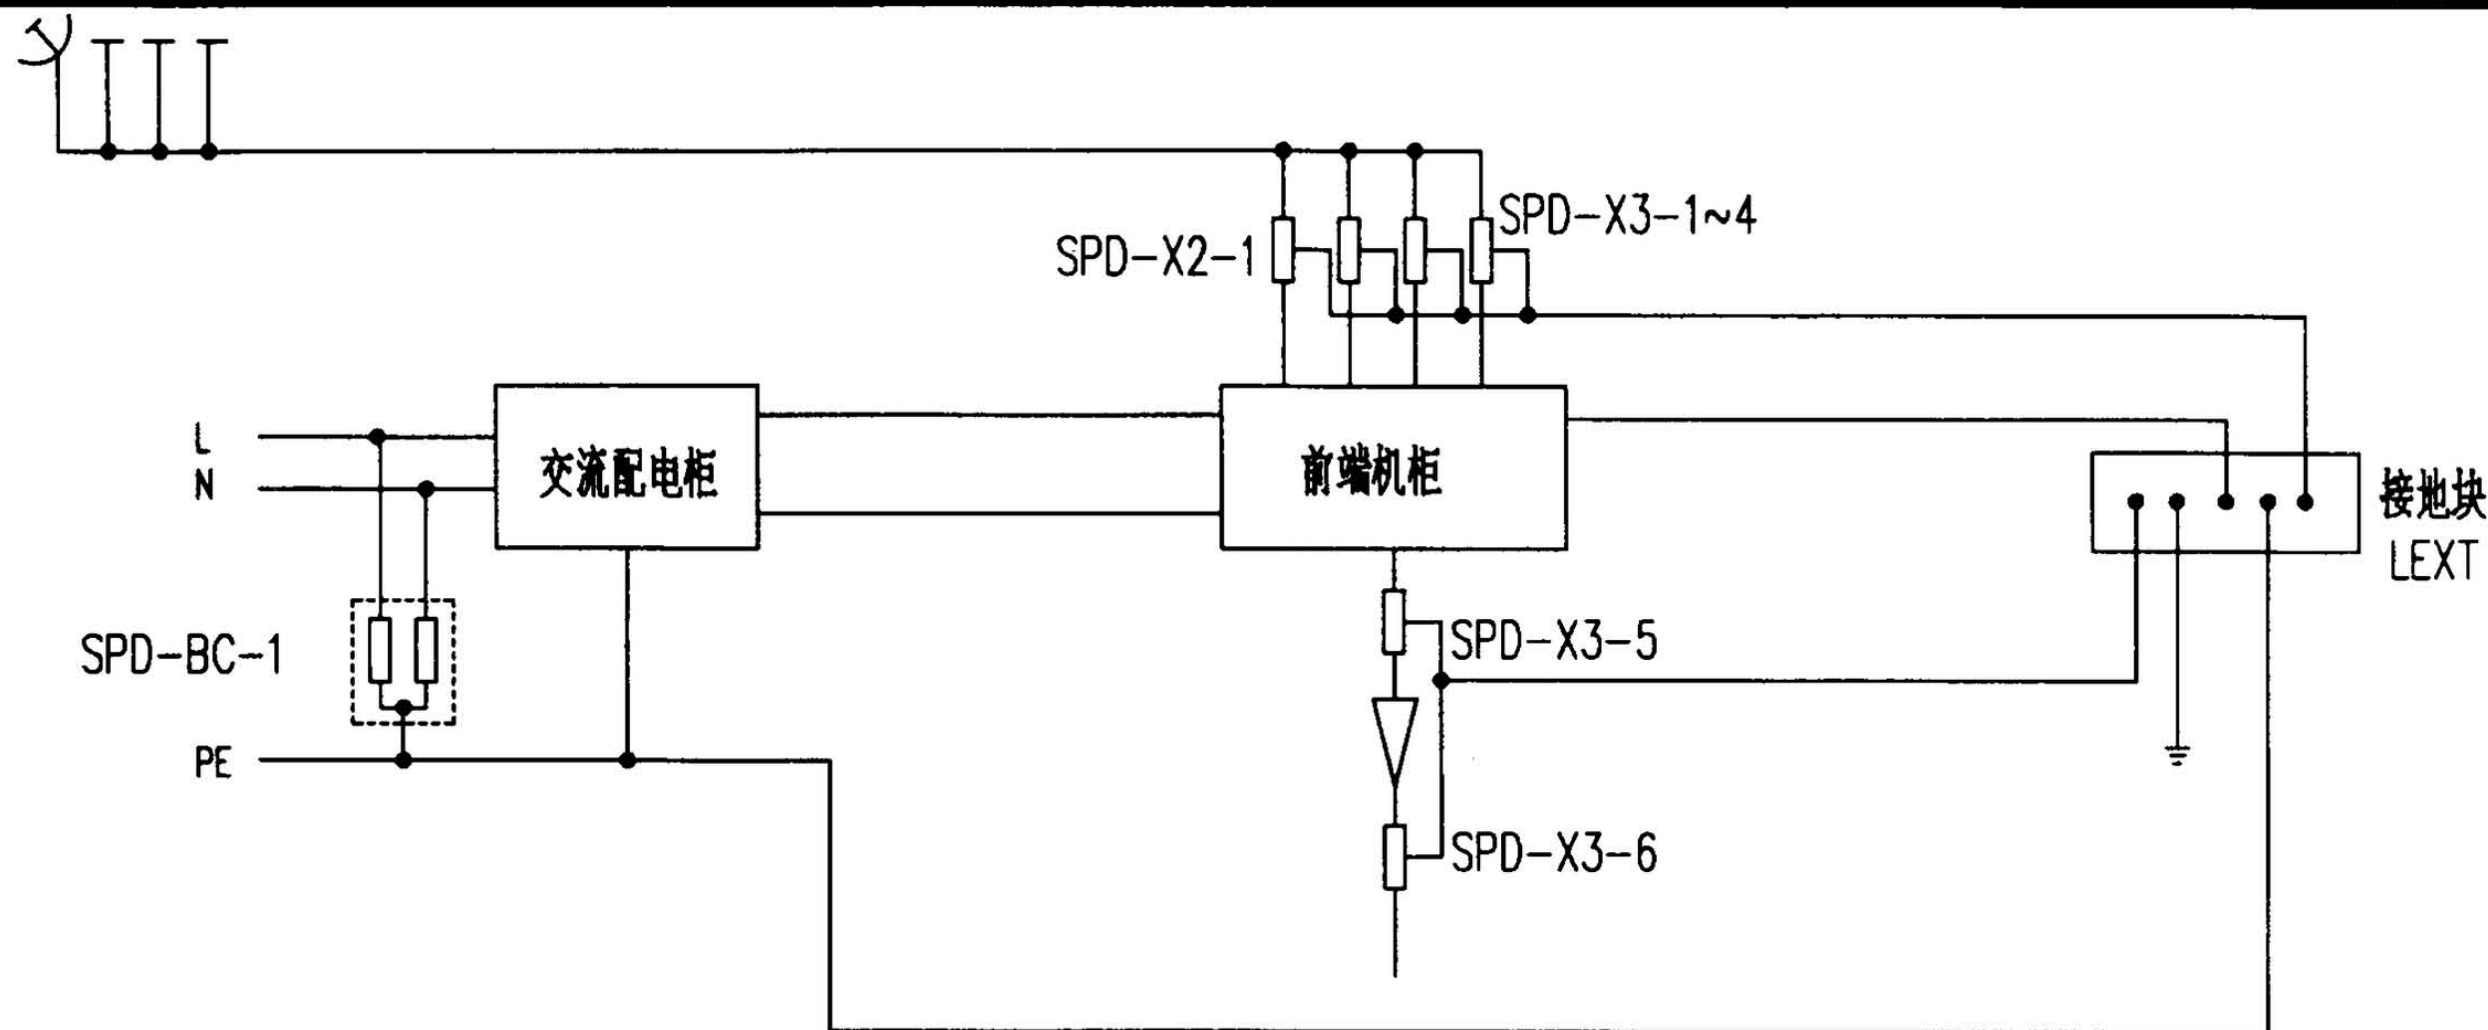 SPD-X3-1~4
SPD-X2-1
L
N
交流配电柜
前端机柜
接地块
LEXT
SPD-BC-1
SPD-X3-5
PE
SPD-X3-6